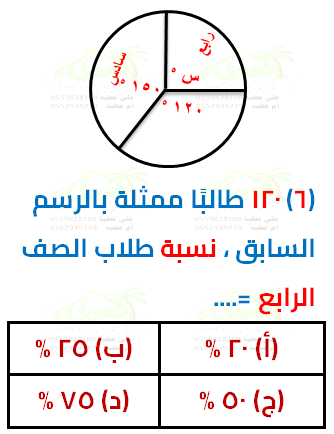 رابع
سادس
س °
١٥٠ °
١٢٠ °
(٦) ١٢٠ طالبًا ممثلة بالرسم
السابق ، نسبة طلاب الصف
الرابع =....
(أ) ٢٠ %
(ب) ٢٥ %
(ج) ٥٠ %
(د) ٧٥ %